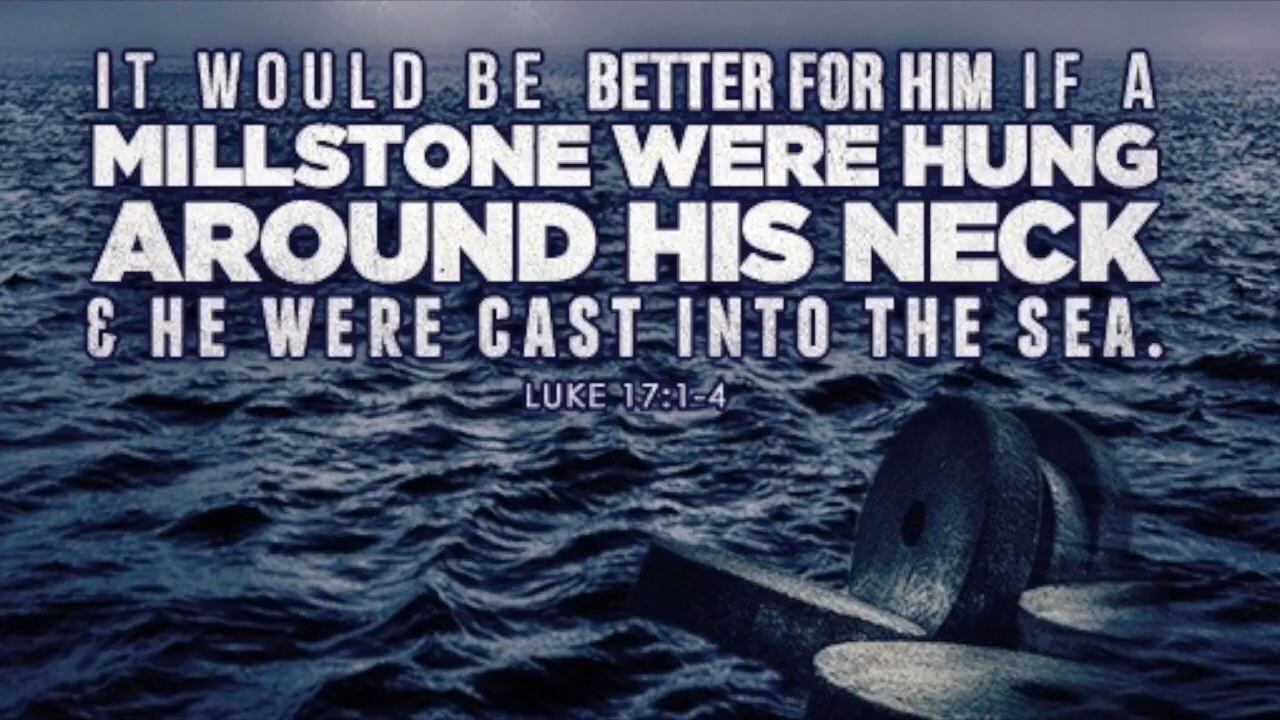 IT WOULD BE BETTER FOR HIM IF A
MILLSTONE WERE HUNG
AROUND HIS NECK
& HE WERE CAST INTO THE SEA.
LUKE 17:1-4